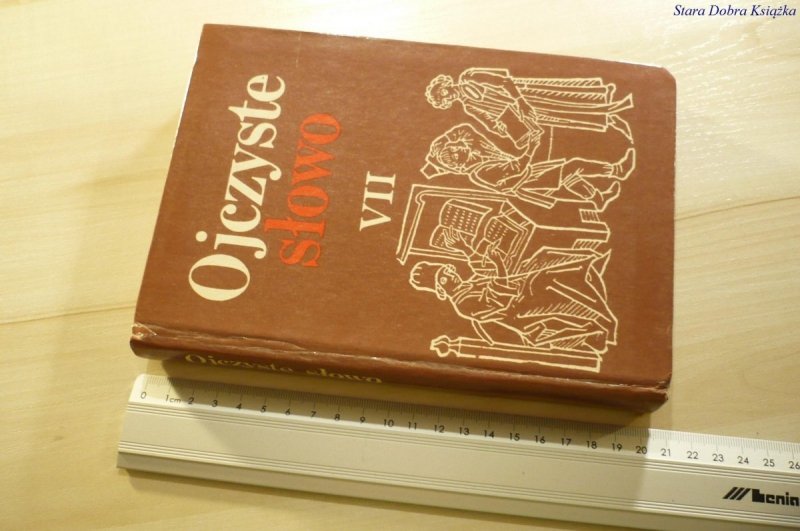 Stara Dobra Książka
Ojczyste
słowo
VII
Ojczyste słowo
0 1cm 2 3 4 5 6 7 8 9 10 11 12 13 14 15 16 17 18 19 20 21 22 23 24 25 26
Lenia